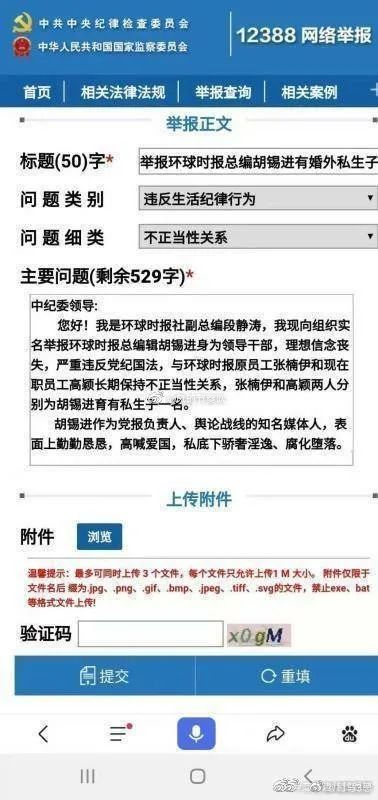 中共中央纪律检查委员会
中华人民共和国国家监察委员会
12388 网络举报
首页 相关法律法规 举报查询 相关案例
举报正文
标题(50)字* 举报环球时报总编胡锡进有婚外私生子
问题类别 违反生活纪律行为
问题细类 不正当性关系
主要问题(剩余529字)*
中纪委领导:
您好！我是环球时报社副总编段静涛，我现向组织实
名举报环球时报总编辑胡锡进身为领导干部，理想信念丧
失，严重违反党纪国法，与环球时报原员工张楠伊和现在
职员工高颖长期保持不正当性关系，张楠伊和高颖两人分
别为胡锡进育有私生子一名。
胡锡进作为党报负责人、舆论战线的知名媒体人，表
面上勤勤恳恳，高喊爱国，私底下骄奢淫逸、腐化堕落。
上传附件
附件 浏览
温馨提示：最多可同时上传 3 个文件，每个文件只允许上传1 M 大小。 附件仅限于
文件名后 缀为.jpg、.png、.gif、.bmp、.jpeg、.tiff、.svg的文件，禁止exe、bat
等格式文件上传!
验证码 x0gM
提交 重填